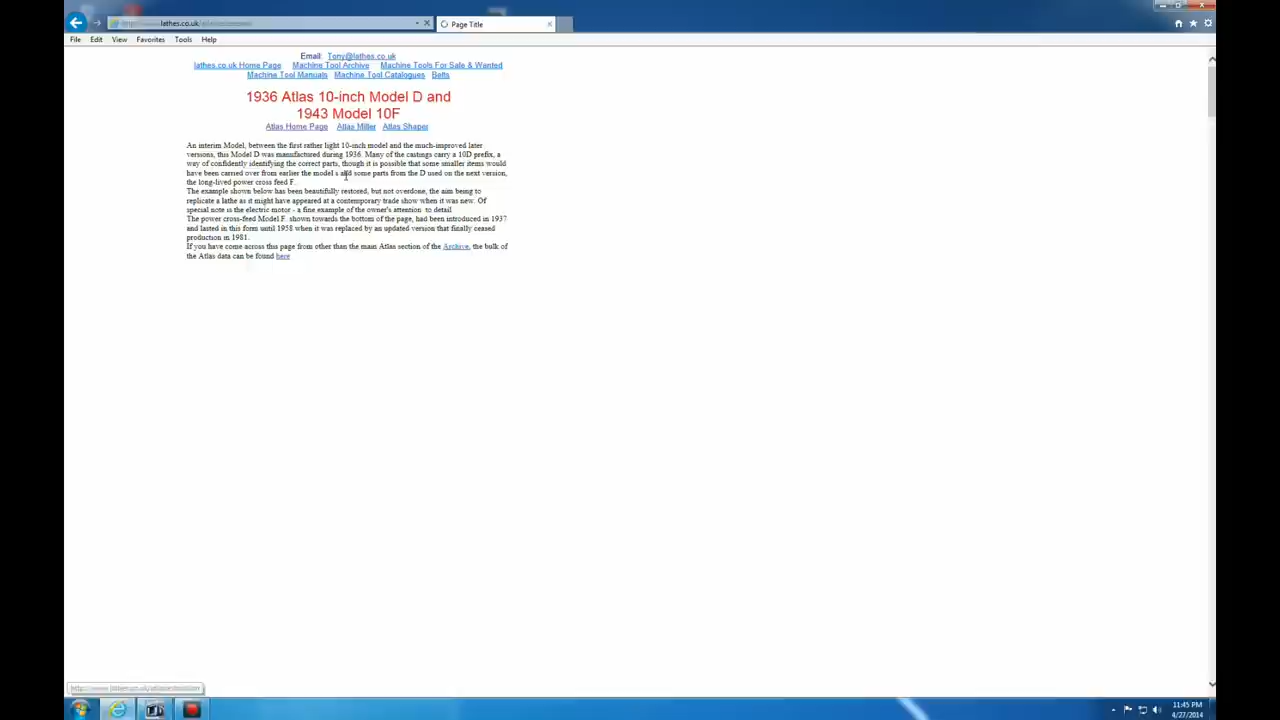 www.lathes.co.uk
Page Title
File Edit View Favorites Tools Help
Email: Tony@lathes.co.uk
lathes.co.uk Home Page Machine Tool Archive Machine Tools For Sale & Wanted
Machine Tool Manuals Machine Tool Catalogues Belts
1936 Atlas 10-inch Model D and
1943 Model 10F
Atlas Home Page Atlas Miller Atlas Shaper
An interim Model, between the first rather light 10-inch model and the much-improved later
versions, this Model D was manufactured during 1936. Many of the castings carry a 10D prefix, a
way of confidently identifying the correct parts, though it is possible that some smaller items would
have been carried over from earlier the model s and some parts from the D used on the next version,
the long-lived power cross feed F.
The example shown below has been beautifully restored, but not overdone, the aim being to
replicate a lathe as it might have appeared at a contemporary trade show when it was new. Of
special note is the electric motor - a fine example of the owner's attention to detail
The power cross-feed Model F. shown towards the bottom of the page, had been introduced in 1937
and lasted in this form until 1958 when it was replaced by an updated version that finally ceased
production in 1981.
If you have come across this page from other than the main Atlas section of the Archive, the bulk of
the Atlas data can be found here
11:45 PM
4/27/2014